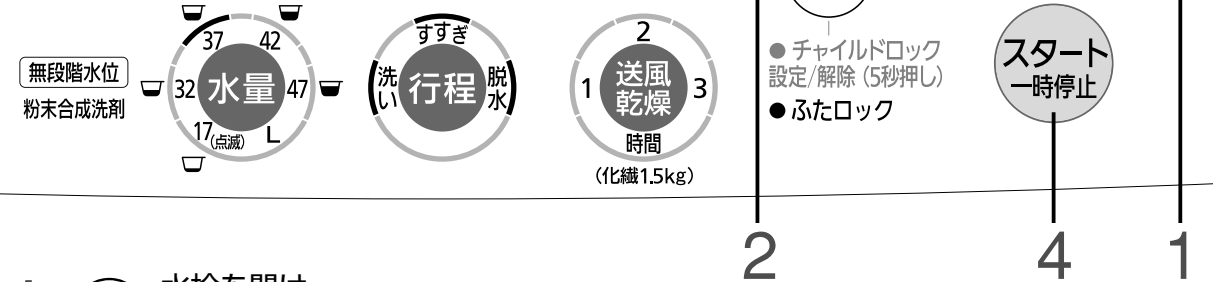 無段階水位
粉末合成洗剤
37
42
32
水量
47
17(点滅)
L
すすぎ
洗い
行程
脱水
2
1
送風
乾燥
3
時間
(化繊1.5kg)
● チャイルドロック
設定/解除 (5秒押し)
● ふたロック
スタート
一時停止
2
4
1